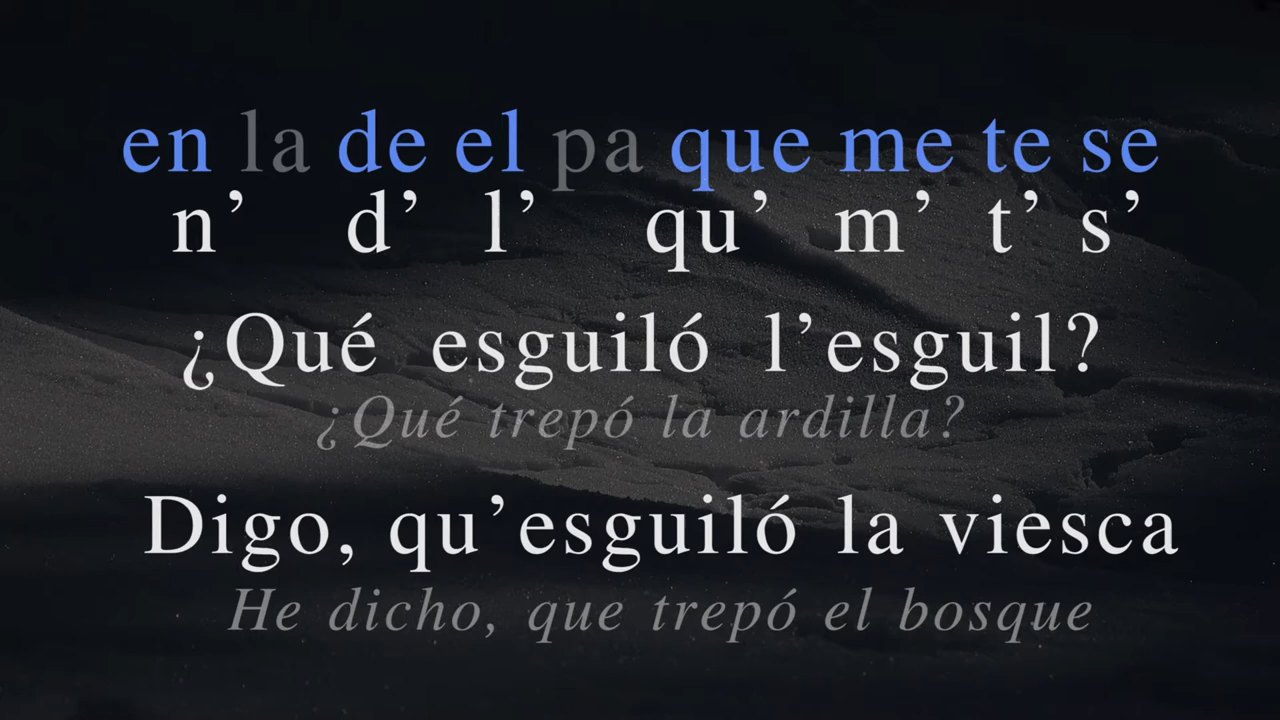 en la de el pa que me te se
n’ d’ l’ qu’ m’ t’ s’
¿Qué esguiló l’esguil?
¿Qué trepó la ardilla?
Digo, qu’esguiló la viesca
He dicho, que trepó el bosque